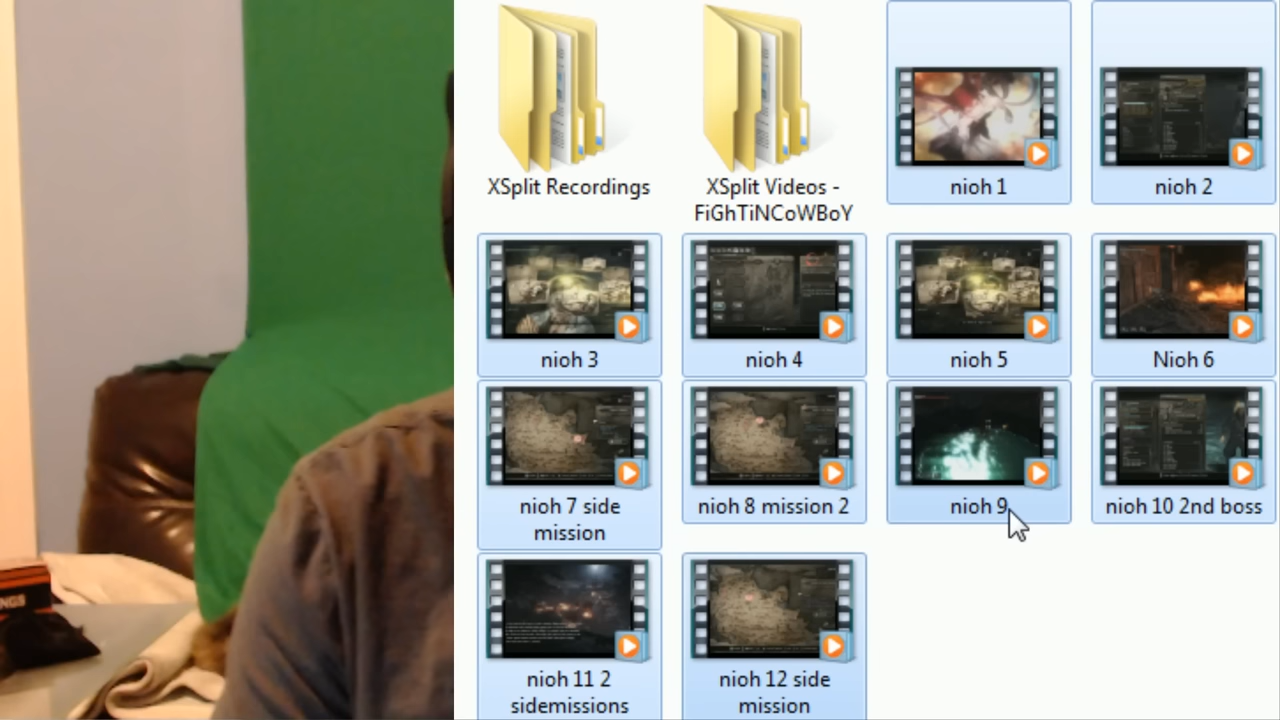 XSplit Recordings
XSplit Videos -
FiGhTiNCoWBoY
nioh 1
nioh 2
nioh 3
nioh 4
nioh 5
Nioh 6
nioh 7 side
mission
nioh 8 mission 2
nioh 9
nioh 10 2nd boss
nioh 11 2
sidemissions
nioh 12 side
mission
NGS